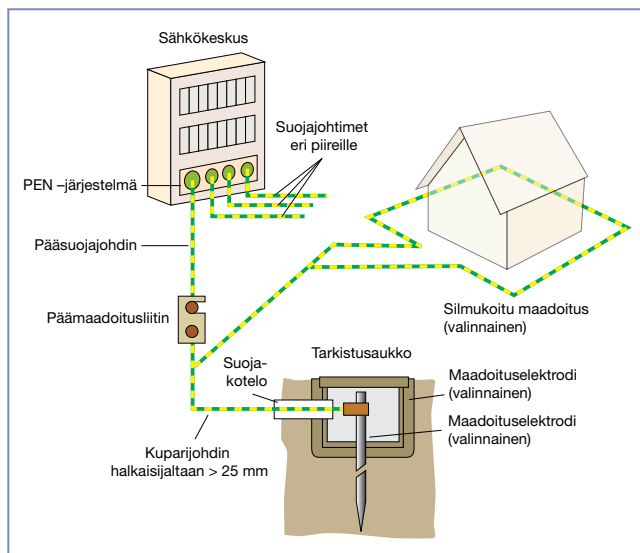 Sähkökeskus
Suojajohtimet
eri piireille
PEN –järjestelmä
Pääsuojajohdin
Päämaadoitusliitin
Silmukoitu maadoitus
(valinnainen)
Suoja-
kotelo
Tarkistusaukko
Maadoituselektrodi
(valinnainen)
Maadoituselektrodi
(valinnainen)
Kuparijohdin
halkaisijaltaan > 25 mm